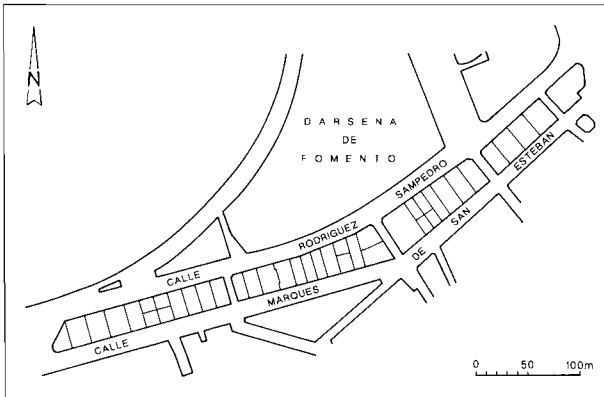 N
DARSENA
DE
FOMENTO
CALLE RODRIGUEZ SAMPEDRO
CALLE MARQUES DE SAN ESTEBAN
0 50 100m